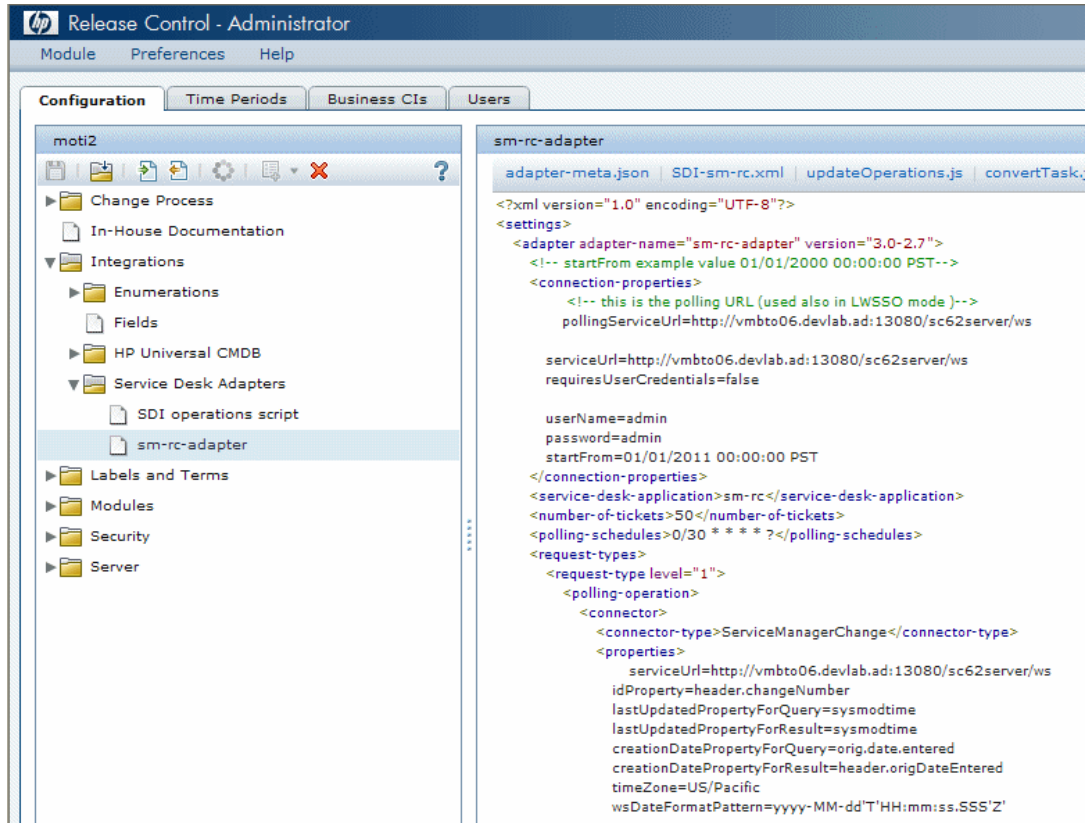 hp Release Control - Administrator
Module Preferences Help
Configuration Time Periods Business CIs Users
moti2
?
Change Process
In-House Documentation
Integrations
Enumerations
Fields
HP Universal CMDB
Service Desk Adapters
SDI operations script
sm-rc-adapter
Labels and Terms
Modules
Security
Server
sm-rc-adapter
adapter-meta.json | SDI-sm-rc.xml | updateOperations.js | convertTask.
<?xml version="1.0" encoding="UTF-8"?>
<settings>
<adapter adapter-name="sm-rc-adapter" version="3.0-2.7">
<!-- startFrom example value 01/01/2000 00:00:00 PST-->
<connection-properties>
<!-- this is the polling URL (used also in LWSSO mode )-->
pollingServiceUrl=http://vmbto06.devlab.ad:13080/sc62server/ws
serviceUrl=http://vmbto06.devlab.ad:13080/sc62server/ws
requiresUserCredentials=false
userName=admin
password=admin
startFrom=01/01/2011 00:00:00 PST
</connection-properties>
<service-desk-application>sm-rc</service-desk-application>
<number-of-tickets>50</number-of-tickets>
<polling-schedules>0/30 * * * * ?</polling-schedules>
<request-types>
<request-type level="1">
<polling-operation>
<connector>
<connector-type>ServiceManagerChange</connector-type>
<properties>
serviceUrl=http://vmbto06.devlab.ad:13080/sc62server/ws
idProperty=header.changeNumber
lastUpdatedPropertyForQuery=sysmodtime
lastUpdatedPropertyForResult=sysmodtime
creationDatePropertyForQuery=orig.date.entered
creationDatePropertyForResult=header.origDateEntered
timeZone=US/Pacific
wsDateFormatPattern=yyyy-MM-dd'T'HH:mm:ss.SSS'Z'